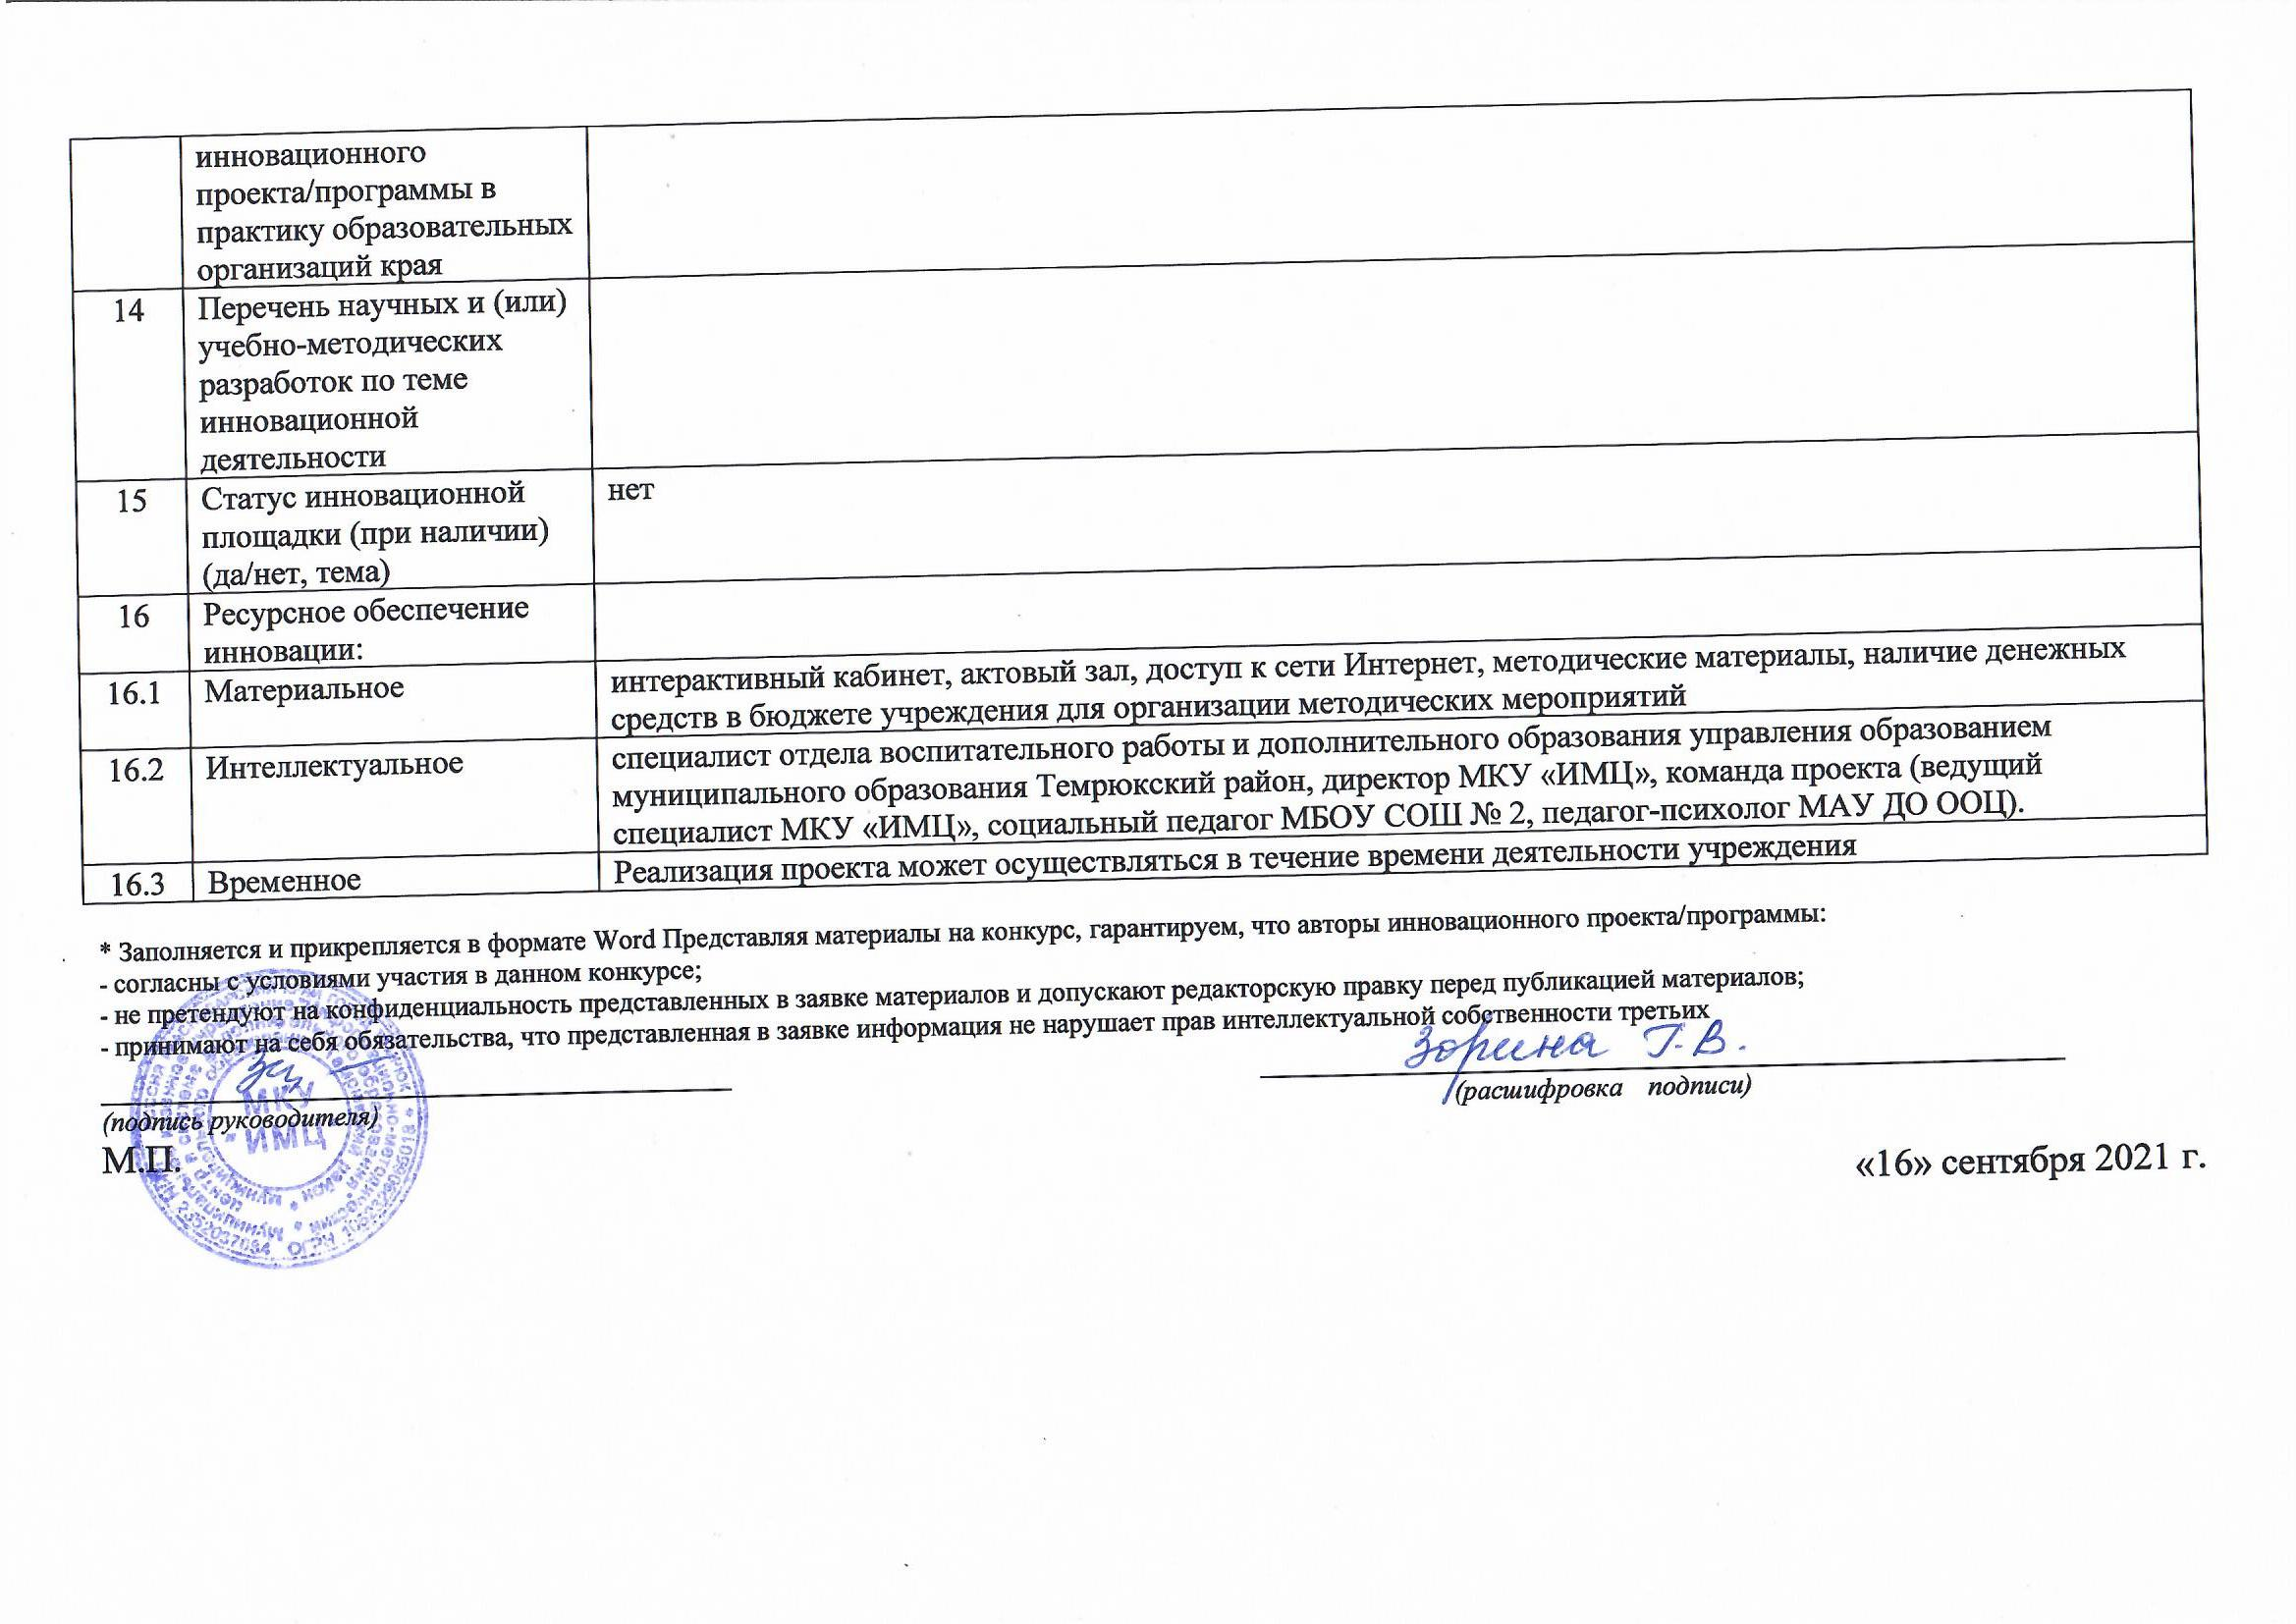 инновационного
проекта/программы в
практику образовательных
организаций края
14
Перечень научных и (или)
учебно-методических
разработок по теме
инновационной
деятельности
15
Статус инновационной
площадки (при наличии)
(да/нет, тема)
нет
16
Ресурсное обеспечение
инновации:
16.1
Материальное
интерактивный кабинет, актовый зал, доступ к сети Интернет, методические материалы, наличие денежных
средств в бюджете учреждения для организации методических мероприятий
16.2
Интеллектуальное
специалист отдела воспитательного работы и дополнительного образования управления образованием
муниципального образования Темрюкский район, директор МКУ «ИМЦ», команда проекта (ведущий
специалист МКУ «ИМЦ», социальный педагог МБОУ СОШ № 2, педагог-психолог МАУ ДО ООЦ).
16.3
Временное
Реализация проекта может осуществляться в течение времени деятельности учреждения
* Заполняется и прикрепляется в формате Word Представляя материалы на конкурс, гарантируем, что авторы инновационного проекта/программы:
- согласны с условиями участия в данном конкурсе;
- не претендуют на конфиденциальность представленных в заявке материалов и допускают редакторскую правку перед публикацией материалов;
- принимают на себя обязательства, что представленная в заявке информация не нарушает прав интеллектуальной собственности третьих
Зорина Г.В.
(подпись руководителя)
(расшифровка подписи)
МКУ
ИМЦ
М.П.
«16» сентября 2021 г.